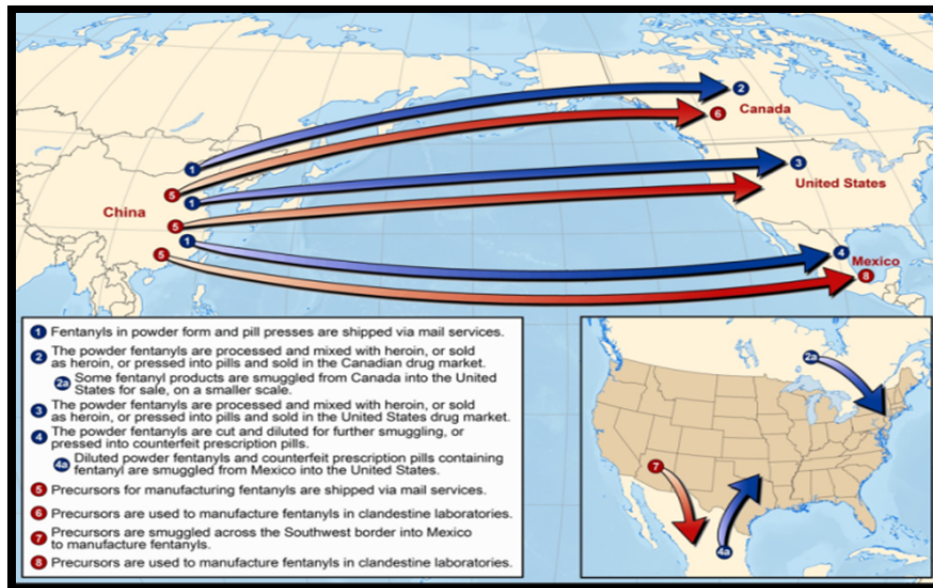 2
Canada
6
1
3
5
1
United States
China
5
1
5
4
Mexico
8
1 Fentanyls in powder form and pill presses are shipped via mail services.
2 The powder fentanyls are processed and mixed with heroin, or sold
as heroin, or pressed into pills and sold in the Canadian drug market.
2a Some fentanyl products are smuggled from Canada into the United
States for sale, on a smaller scale.
3 The powder fentanyls are processed and mixed with heroin, or sold
as heroin, or pressed into pills and sold in the United States drug market.
4 The powder fentanyls are cut and diluted for further smuggling, or
pressed into counterfeit prescription pills.
4a Diluted powder fentanyls and counterfeit prescription pills containing
fentanyl are smuggled from Mexico into the United States.
5 Precursors for manufacturing fentanyls are shipped via mail services.
6 Precursors are used to manufacture fentanyls in clandestine laboratories.
7 Precursors are smuggled across the Southwest border into Mexico
to manufacture fentanyls.
8 Precursors are used to manufacture fentanyls in clandestine laboratories.
2a
7
4a